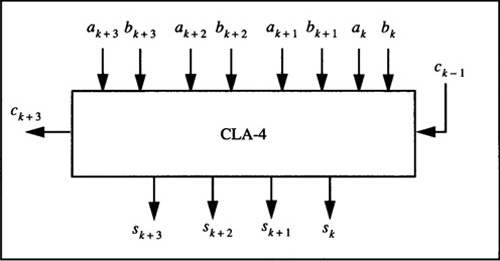 a_{k+3} b_{k+3} a_{k+2} b_{k+2} a_{k+1} b_{k+1} a_k b_k
c_{k-1}
c_{k+3}
CLA-4
s_{k+3} s_{k+2} s_{k+1} s_k